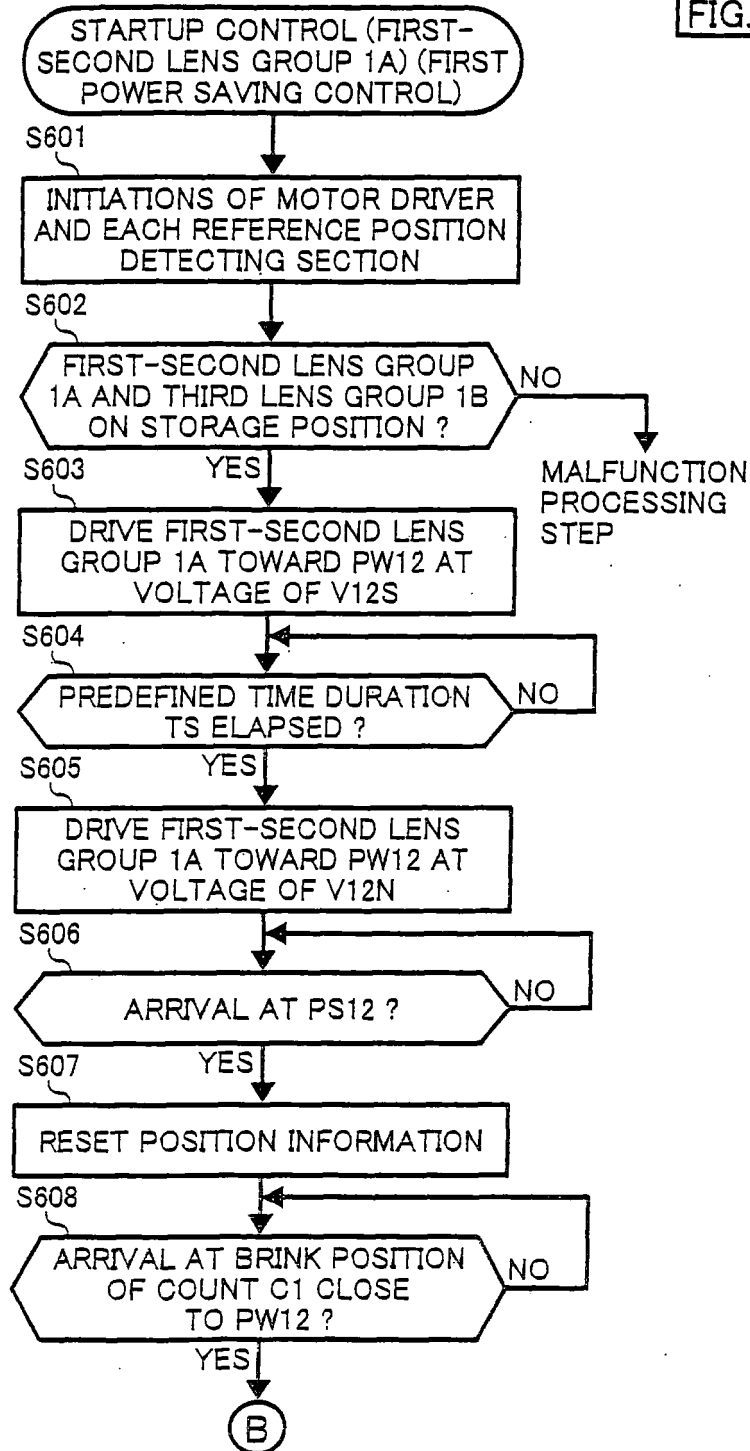 FIG.
STARTUP CONTROL (FIRST-
SECOND LENS GROUP 1A) (FIRST
POWER SAVING CONTROL)
S601
INITIATIONS OF MOTOR DRIVER
AND EACH REFERENCE POSITION
DETECTING SECTION
S602
FIRST-SECOND LENS GROUP
1A AND THIRD LENS GROUP 1B
ON STORAGE POSITION ?
NO
YES
MALFUNCTION
PROCESSING
STEP
S603
DRIVE FIRST-SECOND LENS
GROUP 1A TOWARD PW12 AT
VOLTAGE OF V12S
S604
PREDEFINED TIME DURATION
TS ELAPSED ?
NO
YES
S605
DRIVE FIRST-SECOND LENS
GROUP 1A TOWARD PW12 AT
VOLTAGE OF V12N
S606
ARRIVAL AT PS12 ?
NO
YES
S607
RESET POSITION INFORMATION
S608
ARRIVAL AT BRINK POSITION
OF COUNT C1 CLOSE
TO PW12 ?
NO
YES
B